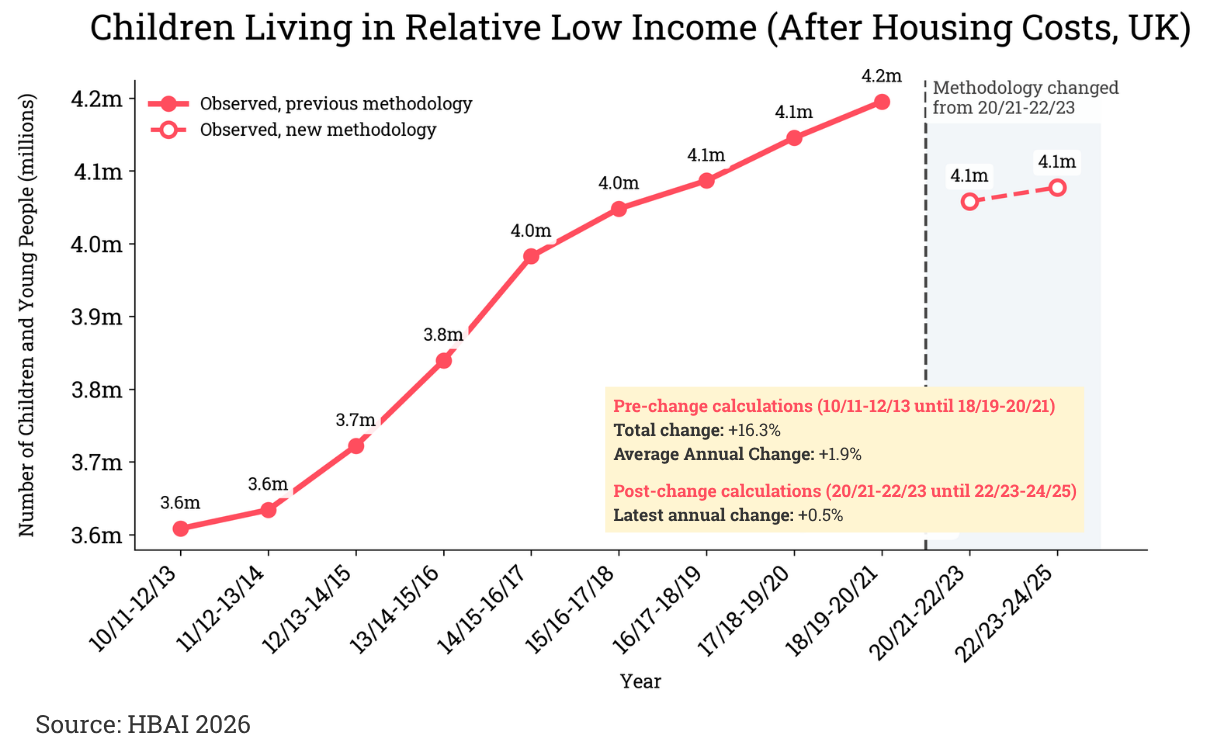 Children Living in Relative Low Income (After Housing Costs, UK)
Number of Children and Young People (millions)
4.2m
4.1m
4.0m
3.9m
3.8m
3.7m
3.6m
Observed, previous methodology
Observed, new methodology
3.6m
3.6m
3.7m
3.8m
4.0m
4.0m
4.1m
4.1m
4.2m
Methodology changed
from 20/21-22/23
4.1m
4.1m
Pre-change calculations (10/11-12/13 until 18/19-20/21)
Total change: +16.3%
Average Annual Change: +1.9%
Post-change calculations (20/21-22/23 until 22/23-24/25)
Latest annual change: +0.5%
10/11-12/13
11/12-13/14
12/13-14/15
13/14-15/16
14/15-16/17
15/16-17/18
16/17-18/19
17/18-19/20
18/19-20/21
20/21-22/23
22/23-24/25
Year
Source: HBAI 2026